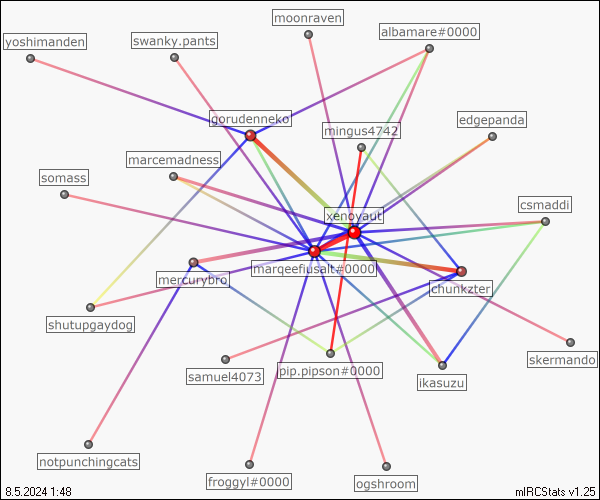 moonraven
albamare#0000
yoshimanden
swanky.pants
gorudenneko
edgepanda
mingus4742
marcemadness
somass
csmaddi
xenoyaut
marqeefiusalt#0000
mercurybro
chunkzter
shutupgaydog
skermando
samuel4073
pip.pipson#0000
ikasuzu
notpunchingcats
froggyl#0000
ogshroom
8.5.2024 1:48
mIRCStats v1.25